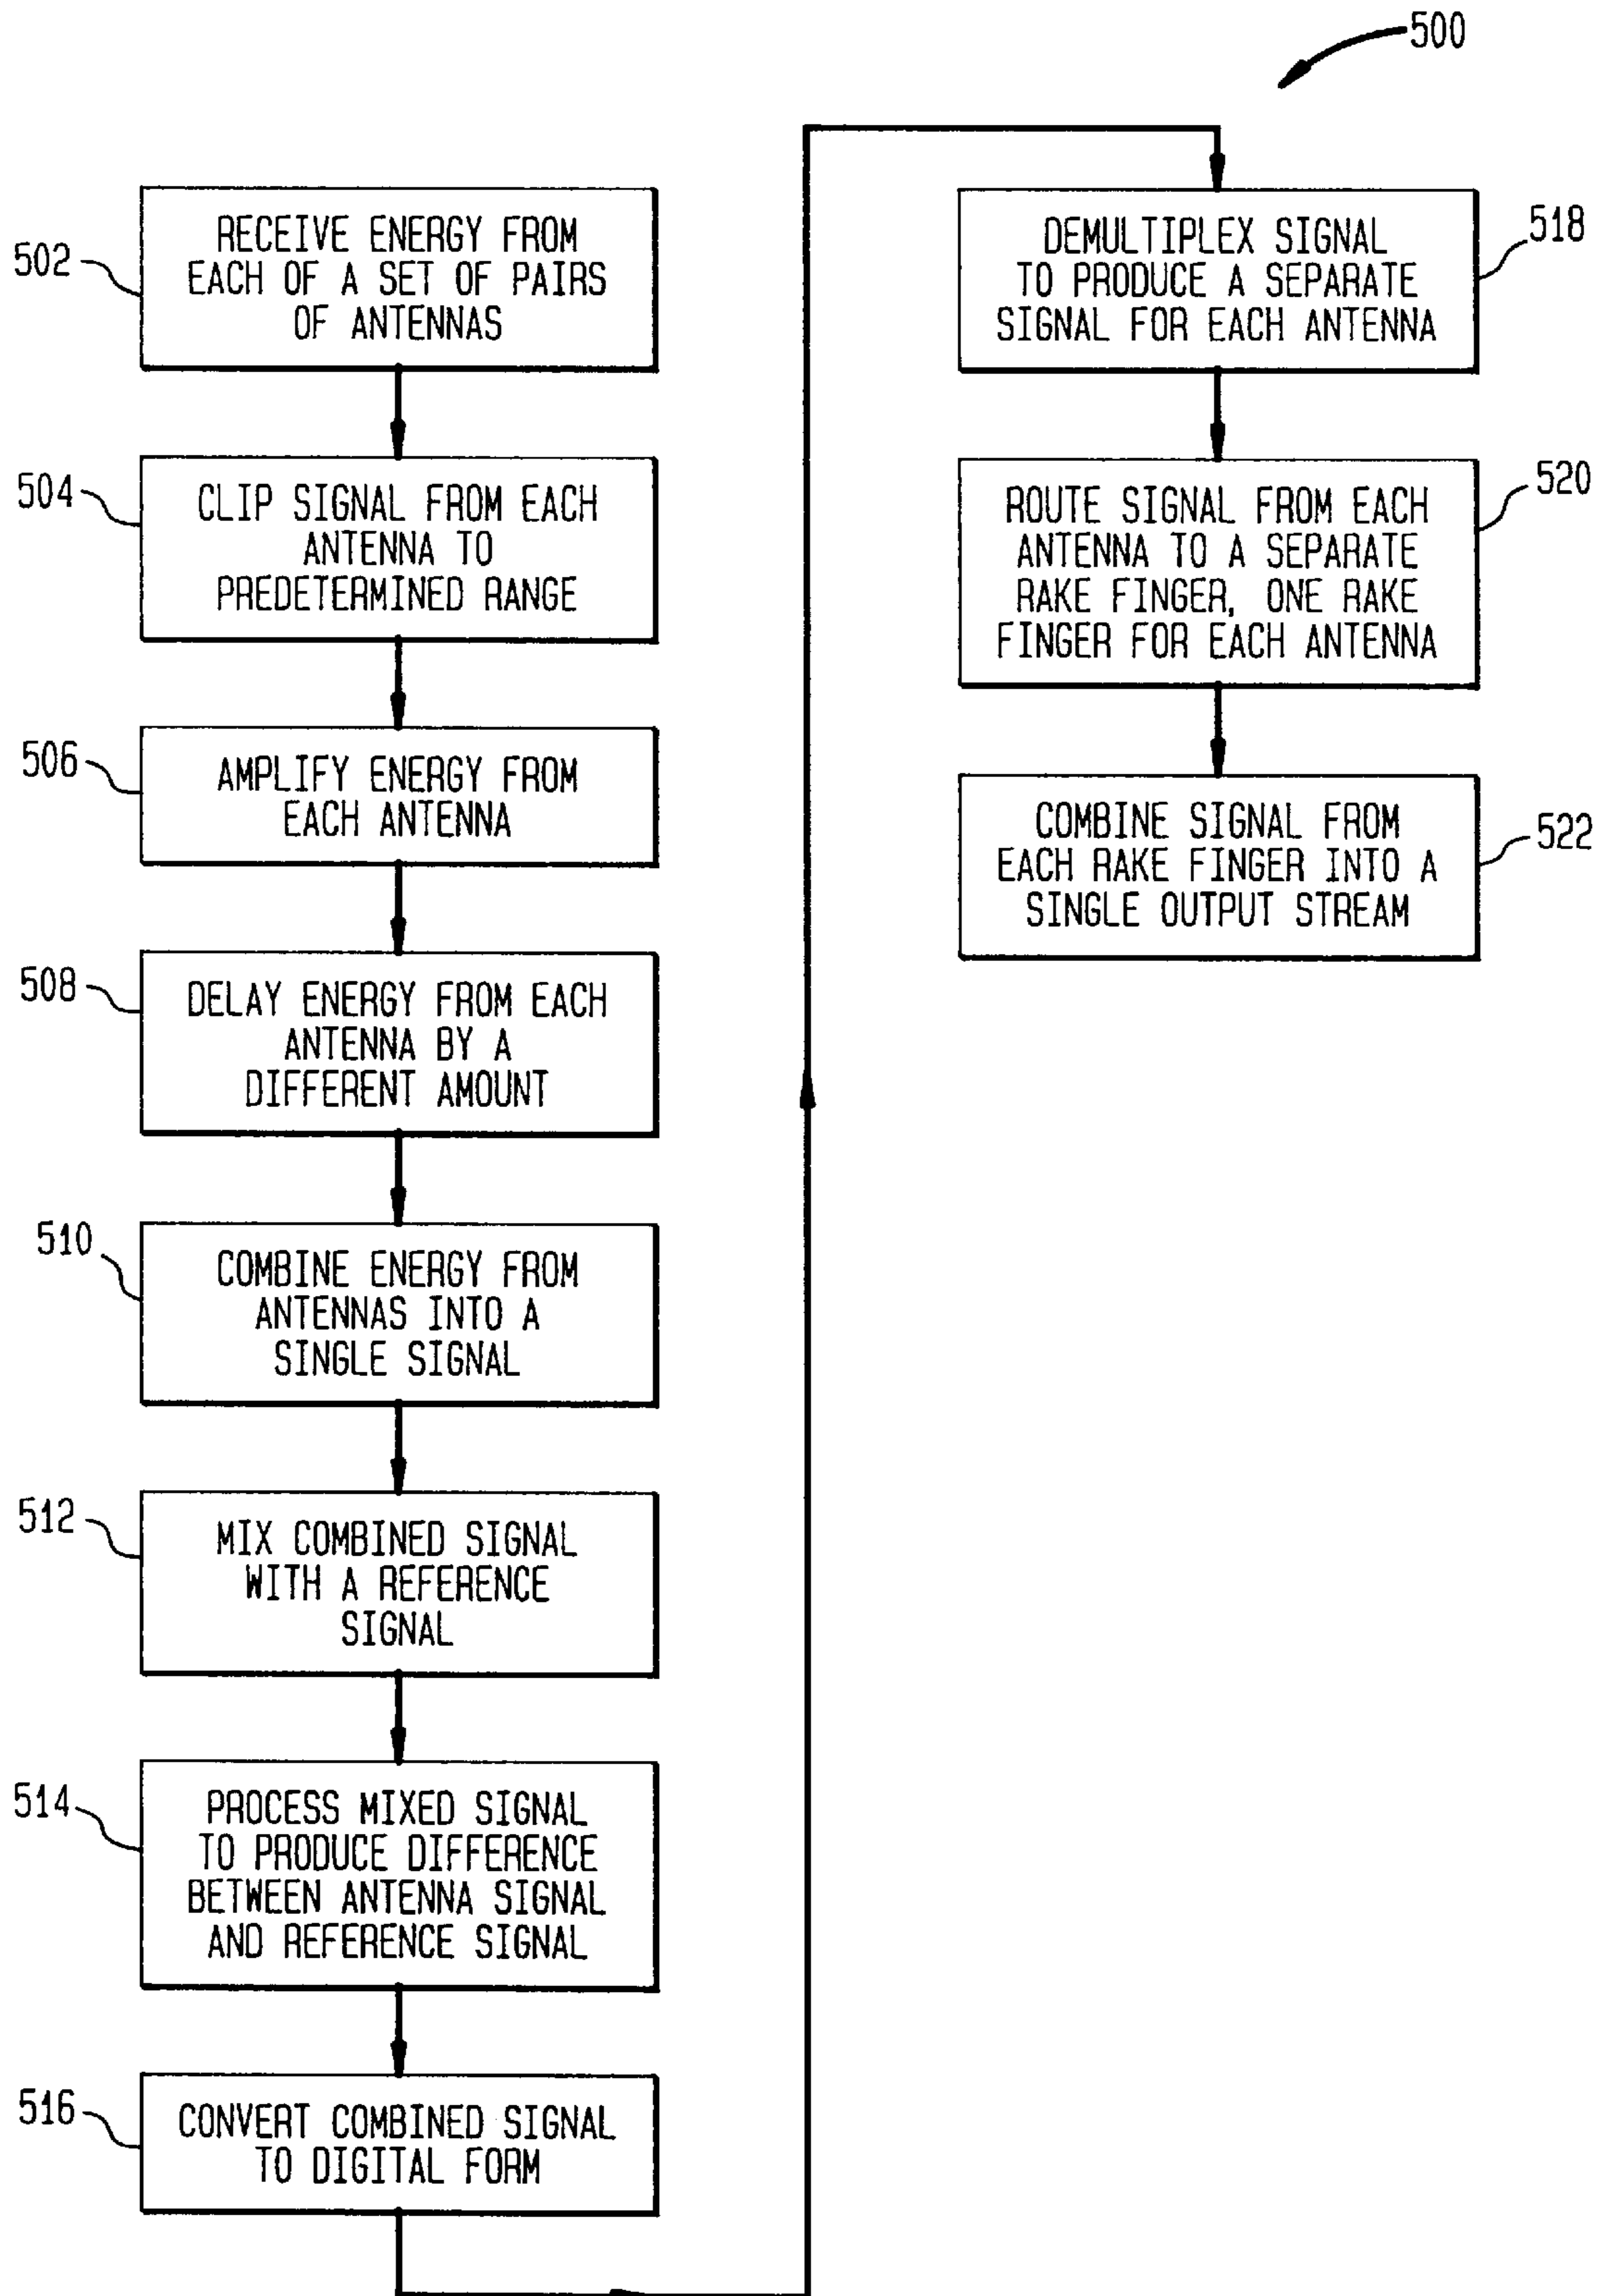 500
502
RECEIVE ENERGY FROM
EACH OF A SET OF PAIRS
OF ANTENNAS
504
CLIP SIGNAL FROM EACH
ANTENNA TO
PREDETERMINED RANGE
506
AMPLIFY ENERGY FROM
EACH ANTENNA
508
DELAY ENERGY FROM EACH
ANTENNA BY A
DIFFERENT AMOUNT
510
COMBINE ENERGY FROM
ANTENNAS INTO A
SINGLE SIGNAL
512
MIX COMBINED SIGNAL
WITH A REFERENCE
SIGNAL
514
PROCESS MIXED SIGNAL
TO PRODUCE DIFFERENCE
BETWEEN ANTENNA SIGNAL
AND REFERENCE SIGNAL
516
CONVERT COMBINED SIGNAL
TO DIGITAL FORM
518
DEMULTIPLEX SIGNAL
TO PRODUCE A SEPARATE
SIGNAL FOR EACH ANTENNA
520
ROUTE SIGNAL FROM EACH
ANTENNA TO A SEPARATE
RAKE FINGER, ONE RAKE
FINGER FOR EACH ANTENNA
522
COMBINE SIGNAL FROM
EACH RAKE FINGER INTO A
SINGLE OUTPUT STREAM